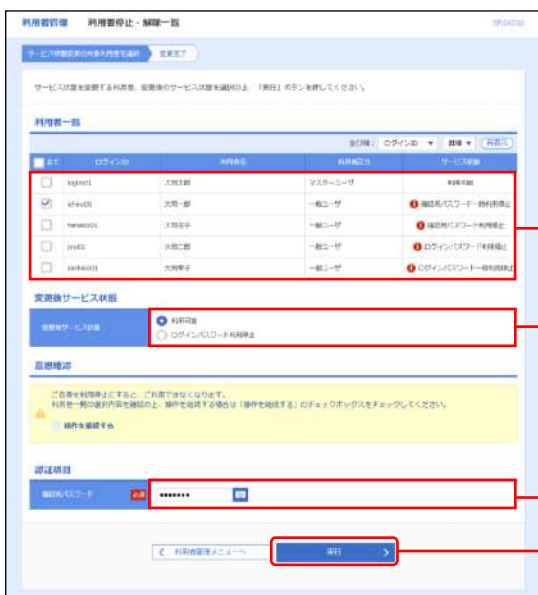 利用者管理 利用者停止・解除一覧
サービス状態変更の対象利用者を選択 変更完了
サービス状態を変更する利用者、変更後のサービス状態を選択の上、「実行」ボタンを押してください。
利用者一覧
並び順： ログインID 昇順 再表示
全て ログインID 利用者名 利用者区分 サービス状態
大岡太郎 マスターユーザ 利用可能
大岡一郎 一般ユーザ 確認用パスワード一時利用停止
hanako01 大岡花子 一般ユーザ 確認用パスワード利用停止
jiro01 大岡二郎 一般ユーザ ログインパスワード利用停止
大岡幸子 一般ユーザ ログインパスワード一時利用停止
変更後サービス状態
変更後サービス状態 利用可能
ログインパスワード利用停止
意思確認
ご自身を利用停止にすると、ご利用できなくなります。
利用者一覧の選択内容を確認の上、操作を継続する場合は「操作を継続する」のチェックボックスをチェックしてください。
操作を継続する
認証項目
確認用パスワード 必須 •••••••
利用者管理メニューへ 実行